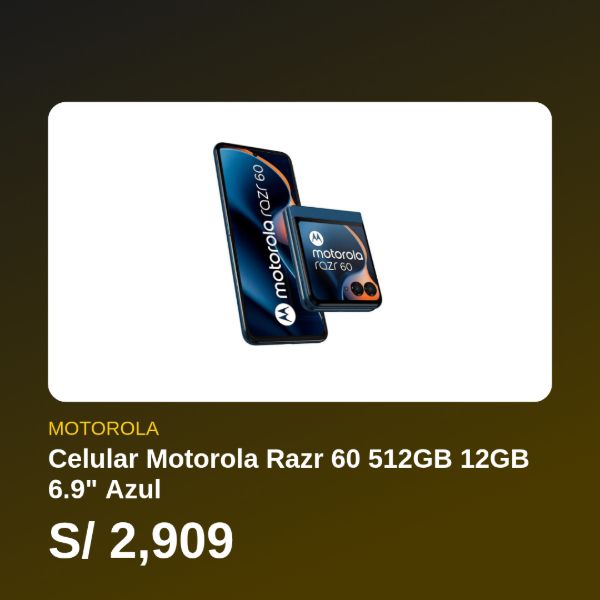 motorola razr 60
motorola
razr 60
MOTOROLA
Celular Motorola Razr 60 512GB 12GB
6.9" Azul
S/ 2,909